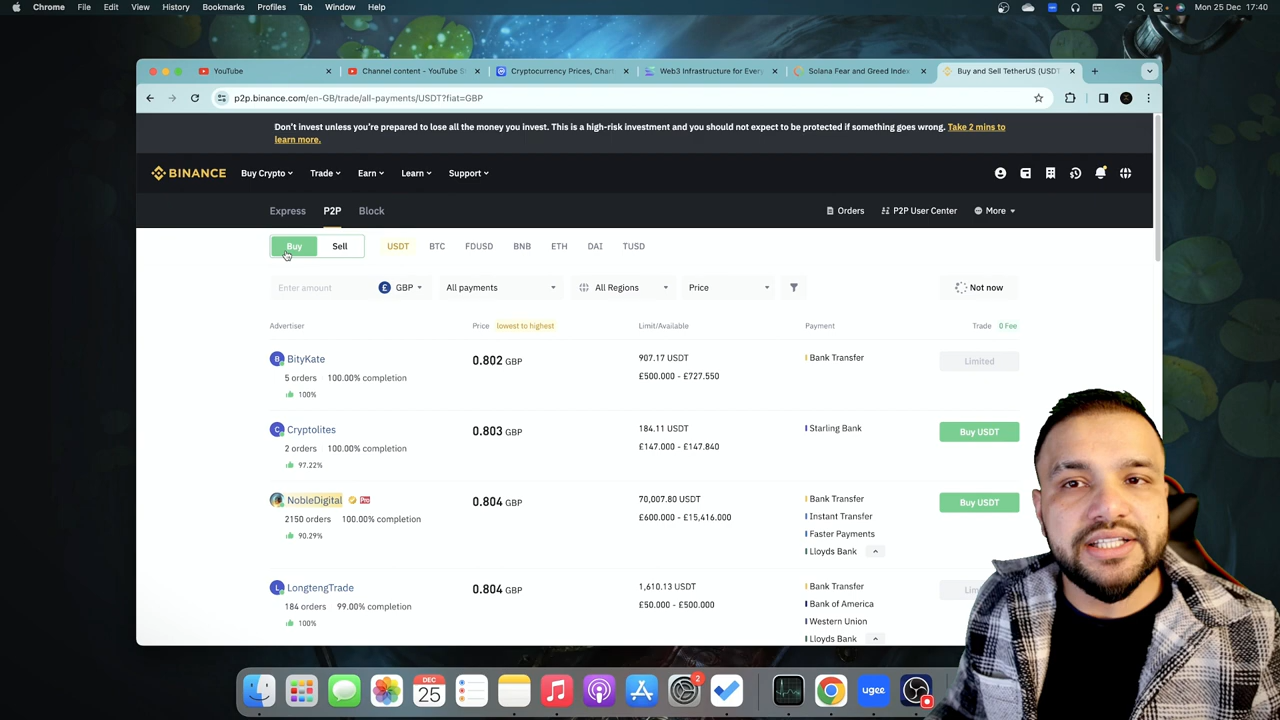 Chrome File Edit View History Bookmarks Profiles Tab Window Help Mon 25 Dec 17:40
YouTube Channel content - YouTube S Cryptocurrency Prices, Chart Web3 Infrastructure for Every Solana Fear and Greed Index Buy and Sell TetherUS (USDT
p2p.binance.com/en-GB/trade/all-payments/USDT?fiat=GBP
Don't invest unless you're prepared to lose all the money you invest. This is a high-risk investment and you should not expect to be protected if something goes wrong. Take 2 mins to
learn more.
BINANCE Buy Crypto Trade Earn Learn Support
Express P2P Block Orders P2P User Center More
Buy Sell USDT BTC FDUSD BNB ETH DAI TUSD
Enter amount £ GBP All payments All Regions Price Not now
Advertiser Price lowest to highest Limit/Available Payment Trade 0 Fee
B BityKate 0.802 GBP 907.17 USDT Bank Transfer Limited
5 orders 100.00% completion £500.000 - £727.550
100%
C Cryptolites 0.803 GBP 184.11 USDT Starling Bank Buy USDT
2 orders 100.00% completion £147.000 - £147.840
97.22%
NobleDigital Pro 0.804 GBP 70,007.80 USDT Bank Transfer Buy USDT
2150 orders 100.00% completion £600.000 - £15,416.000 Instant Transfer
90.29% Faster Payments
Lloyds Bank
L LongtengTrade 0.804 GBP 1,610.13 USDT Bank Transfer
184 orders 99.00% completion £50.000 - £500.000 Bank of America
100% Western Union
Lloyds Bank
DEC
25
2
ugee